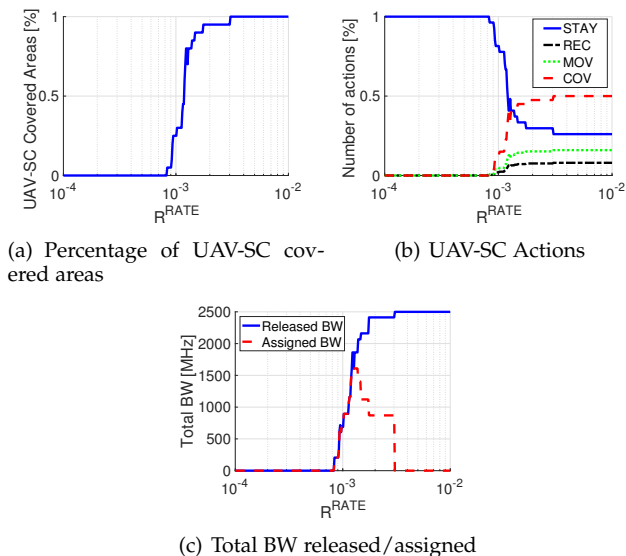 UAV-SC Covered Areas [%]
1
0.5
0
10^-4
10^-3
10^-2
R^RATE
(a) Percentage of UAV-SC cov-
ered areas
Number of actions [%]
1
0.5
0
STAY
REC
MOV
COV
10^-4
10^-3
10^-2
R^RATE
(b) UAV-SC Actions
Total BW [MHz]
2500
2000
1500
1000
500
0
Released BW
Assigned BW
10^-4
10^-3
10^-2
R^RATE
(c) Total BW released/assigned